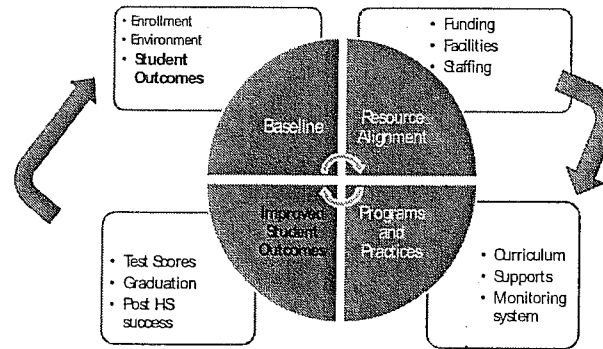 • Enrollment
• Environment
• Student
Outcomes
• Funding
• Facilities
• Staffing
Baseline
Resource
Alignment
Improved
Student
Outcomes
Programs
and
Practices
• Test Scores
• Graduation
• Post HS
success
• Curriculum
• Supports
• Monitoring
system